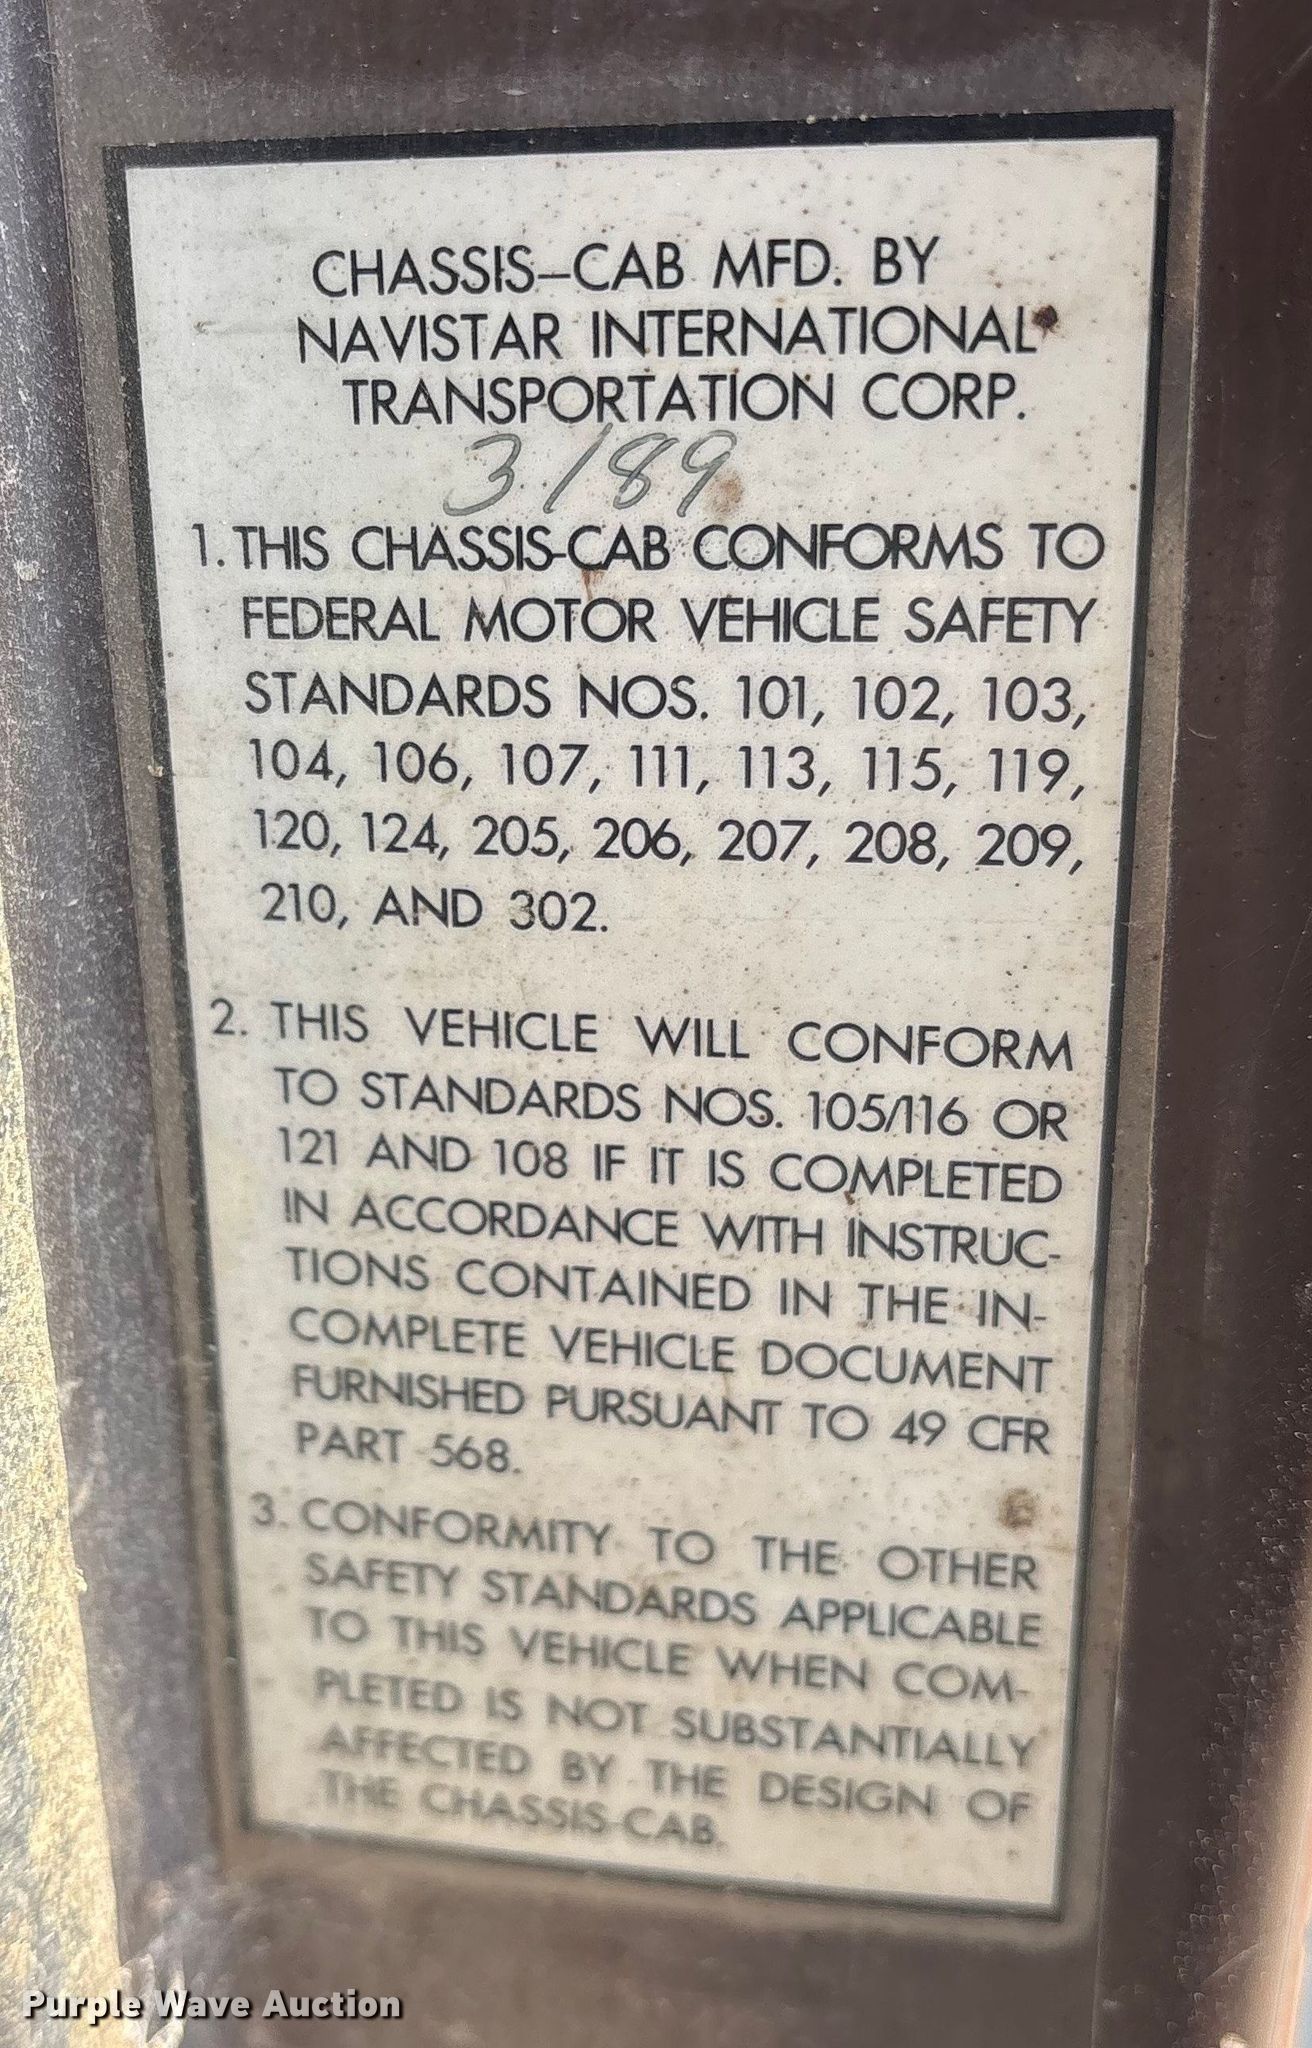 CHASSIS-CAB MFD. BY
NAVISTAR INTERNATIONAL
TRANSPORTATION CORP.
3/89
1. THIS CHASSIS-CAB CONFORMS TO
FEDERAL MOTOR VEHICLE SAFETY
STANDARDS NOS. 101, 102, 103,
104, 106, 107, 111, 113, 115, 119,
120, 124, 205, 206, 207, 208, 209,
210, AND 302.
2. THIS VEHICLE WILL CONFORM
TO STANDARDS NOS. 105/116 OR
121 AND 108 IF IT IS COMPLETED
IN ACCORDANCE WITH INSTRUC-
TIONS CONTAINED IN THE IN-
COMPLETE VEHICLE DOCUMENT
FURNISHED PURSUANT TO 49 CFR
PART 568.
3. CONFORMITY TO THE OTHER
SAFETY STANDARDS APPLICABLE
TO THIS VEHICLE WHEN COM-
PLETED IS NOT SUBSTANTIALLY
AFFECTED BY THE DESIGN OF
THE CHASSIS-CAB.
Purple Wave Auction